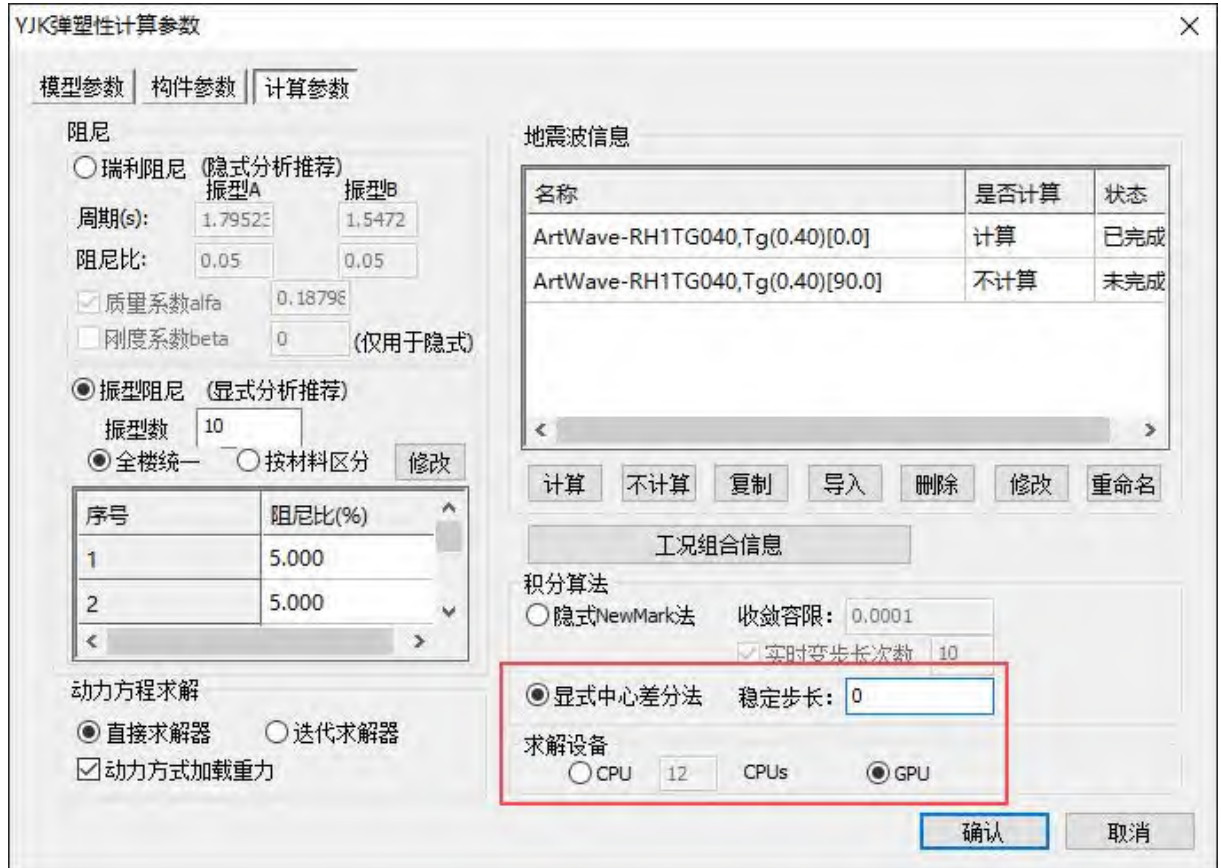 YJK弹塑性计算参数
模型参数 构件参数 计算参数
阻尼
瑞利阻尼 (隐式分析推荐)
振型A 振型B
周期(s): 1.7952 1.5472
阻尼比: 0.05 0.05
质量系数alfa 0.1879
刚度系数beta 0 (仅用于隐式)
振型阻尼 (显式分析推荐)
振型数 10
全楼统一 按材料区分 修改
序号 阻尼比(%)
1 5.000
2 5.000
动力方程求解
直接求解器 迭代求解器
动力方式加载重力
地震波信息
名称 是否计算 状态
ArtWave-RH1TG040,Tg(0.40)[0.0] 计算 已完成
ArtWave-RH1TG040,Tg(0.40)[90.0] 不计算 未完成
计算 不计算 复制 导入 删除 修改 重命名
工况组合信息
积分算法
隐式NewMark法 收敛容限: 0.0001
实时变步长次数 10
显式中心差分法 稳定步长: 0
求解设备
CPU 12 CPUs GPU
确认 取消